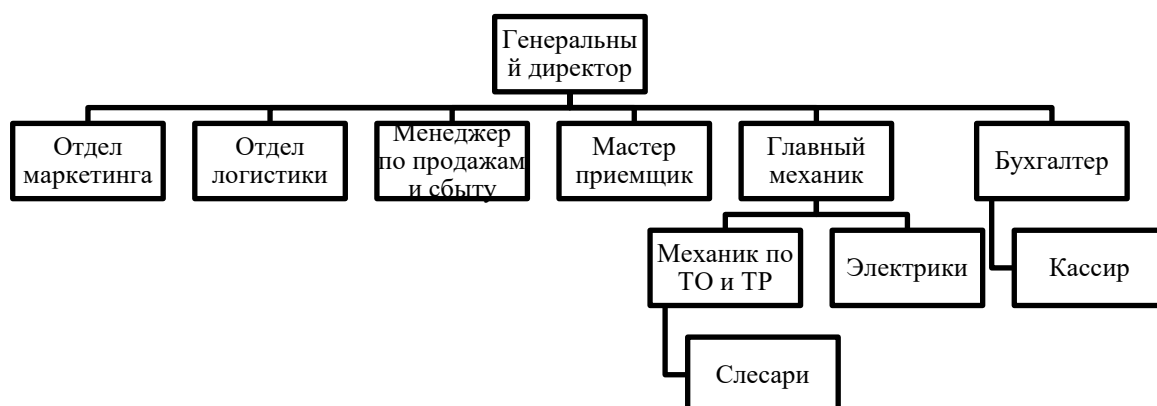 Генеральны
й директор
Отдел
маркетинга
Отдел
логистики
Менеджер
по продажам
и сбыту
Мастер
приемщик
Главный
механик
Бухгалтер
Механик по
ТО и ТР
Электрики
Кассир
Слесари